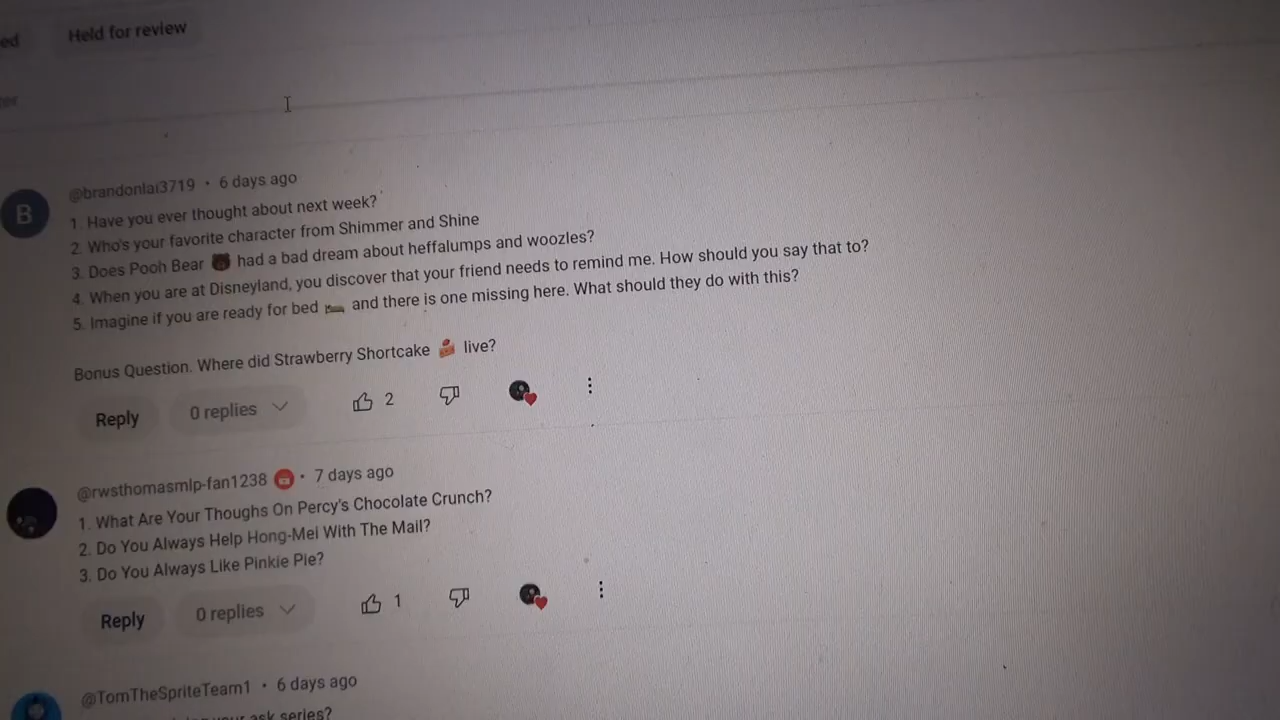 ed Held for review
ter
B
@brandonlai3719 • 6 days ago
1. Have you ever thought about next week?
2. Who's your favorite character from Shimmer and Shine
3. Does Pooh Bear 🐻 had a bad dream about heffalumps and woozles?
4. When you are at Disneyland, you discover that your friend needs to remind me. How should you say that to?
5. Imagine if you are ready for bed 🛏️ and there is one missing here. What should they do with this?
Bonus Question. Where did Strawberry Shortcake 🍰 live?
Reply 0 replies 2
@rwsthomasmlp-fan1238 • 7 days ago
1. What Are Your Thoughs On Percy's Chocolate Crunch?
2. Do You Always Help Hong-Mei With The Mail?
3. Do You Always Like Pinkie Pie?
Reply 0 replies 1
@TomTheSpriteTeam1 • 6 days ago
your ask series?